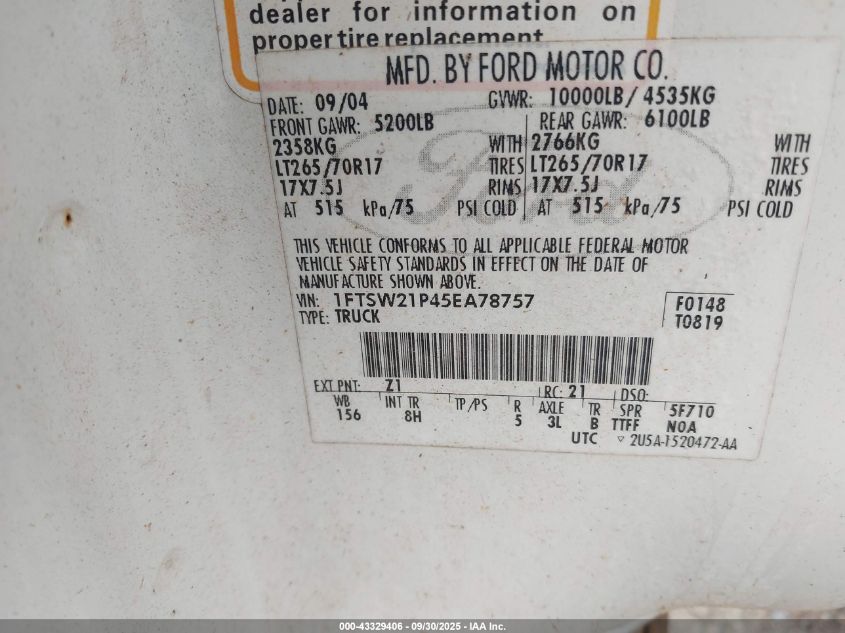 dealer for information on
proper tire replacement
MFD. BY FORD MOTOR CO.
DATE: 09/04 GVWR: 10000LB/ 4535KG
FRONT GAWR: 5200LB REAR GAWR: 6100LB
2358KG WITH 2766KG WITH
LT265/70R17 TIRES LT265/70R17 TIRES
17X7.5J RIMS 17X7.5J RIMS
AT 515 kPa/75 PSI COLD AT 515 kPa/75 PSI COLD
Ford
THIS VEHICLE CONFORMS TO ALL APPLICABLE FEDERAL MOTOR
VEHICLE SAFETY STANDARDS IN EFFECT ON THE DATE OF
MANUFACTURE SHOWN ABOVE.
VIN: 1FTSW21P45EA78757 F0148
TYPE: TRUCK T0819
EXT PNT: Z1 RC: 21 DSO:
WB INT TR TP/PS R AXLE TR SPR 5F710
156 8H 5 3L B TTFF N0A
UTC ▽ 2U5A-1520472-AA
000-43329406 - 09/30/2025 - IAA Inc.